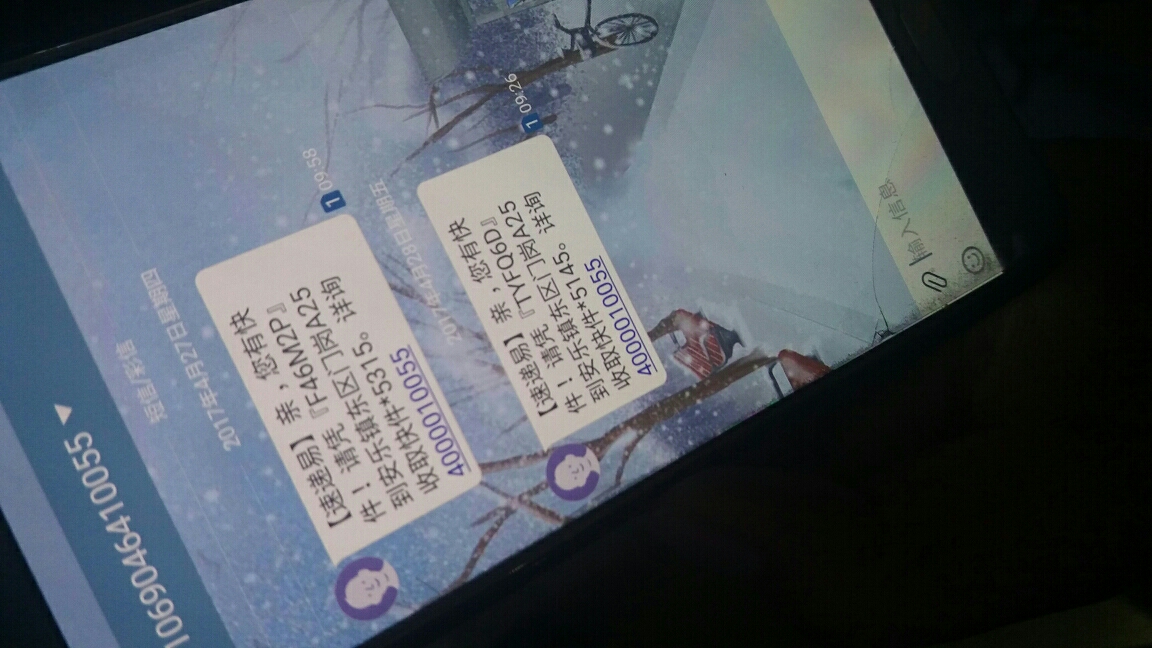 106904641​0055
短信/彩信
2017年4月27日星期四
【速递易】亲，您有快
件！请凭『F46M2P』
到安乐镇东区门岗A25
收取快件*5315。详询
4000010055
1 09:58
2017年4月28日星期五
【速递易】亲，您有快
件！请凭『TYFQ6D』
到安乐镇东区门岗A25
收取快件*5145。详询
4000010055
1 09:26
输入信息